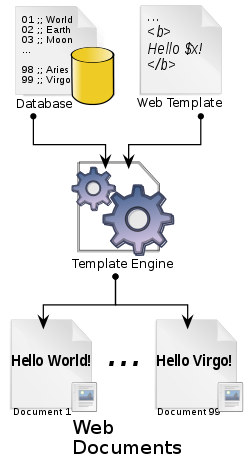 01 ;; World
02 ;; Earth
03 ;; Moon
...
98 ;; Aries
99 ;; Virgo
Database
...
<b>
Hello $x!
</b>
Web Template
Template Engine
Hello World!
...
Hello Virgo!
Document 1
Document 99
Web
Documents